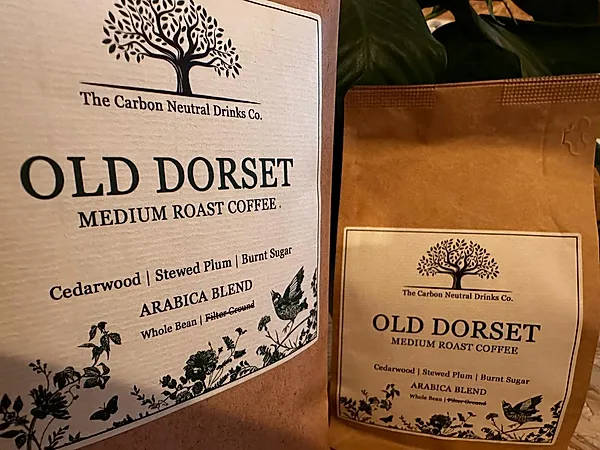 The Carbon Neutral Drinks Co.
OLD DORSET
MEDIUM ROAST COFFEE.
Cedarwood | Stewed Plum | Burnt Sugar
ARABICA BLEND
Whole Bean | Filter Ground
The Carbon Neutral Drinks Co.
OLD DORSET
MEDIUM ROAST COFFEE
Cedarwood | Stewed Plum | Burnt Sugar
ARABICA BLEND
Whole Bean | Filter Ground